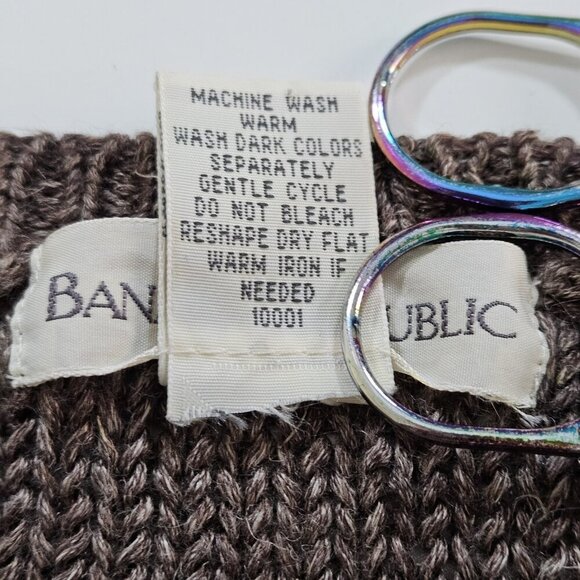 MACHINE WASH
WARM
WASH DARK COLORS
SEPARATELY
GENTLE CYCLE
DO NOT BLEACH
RESHAPE DRY FLAT
WARM IRON IF
NEEDED
10001
BAN UBLIC